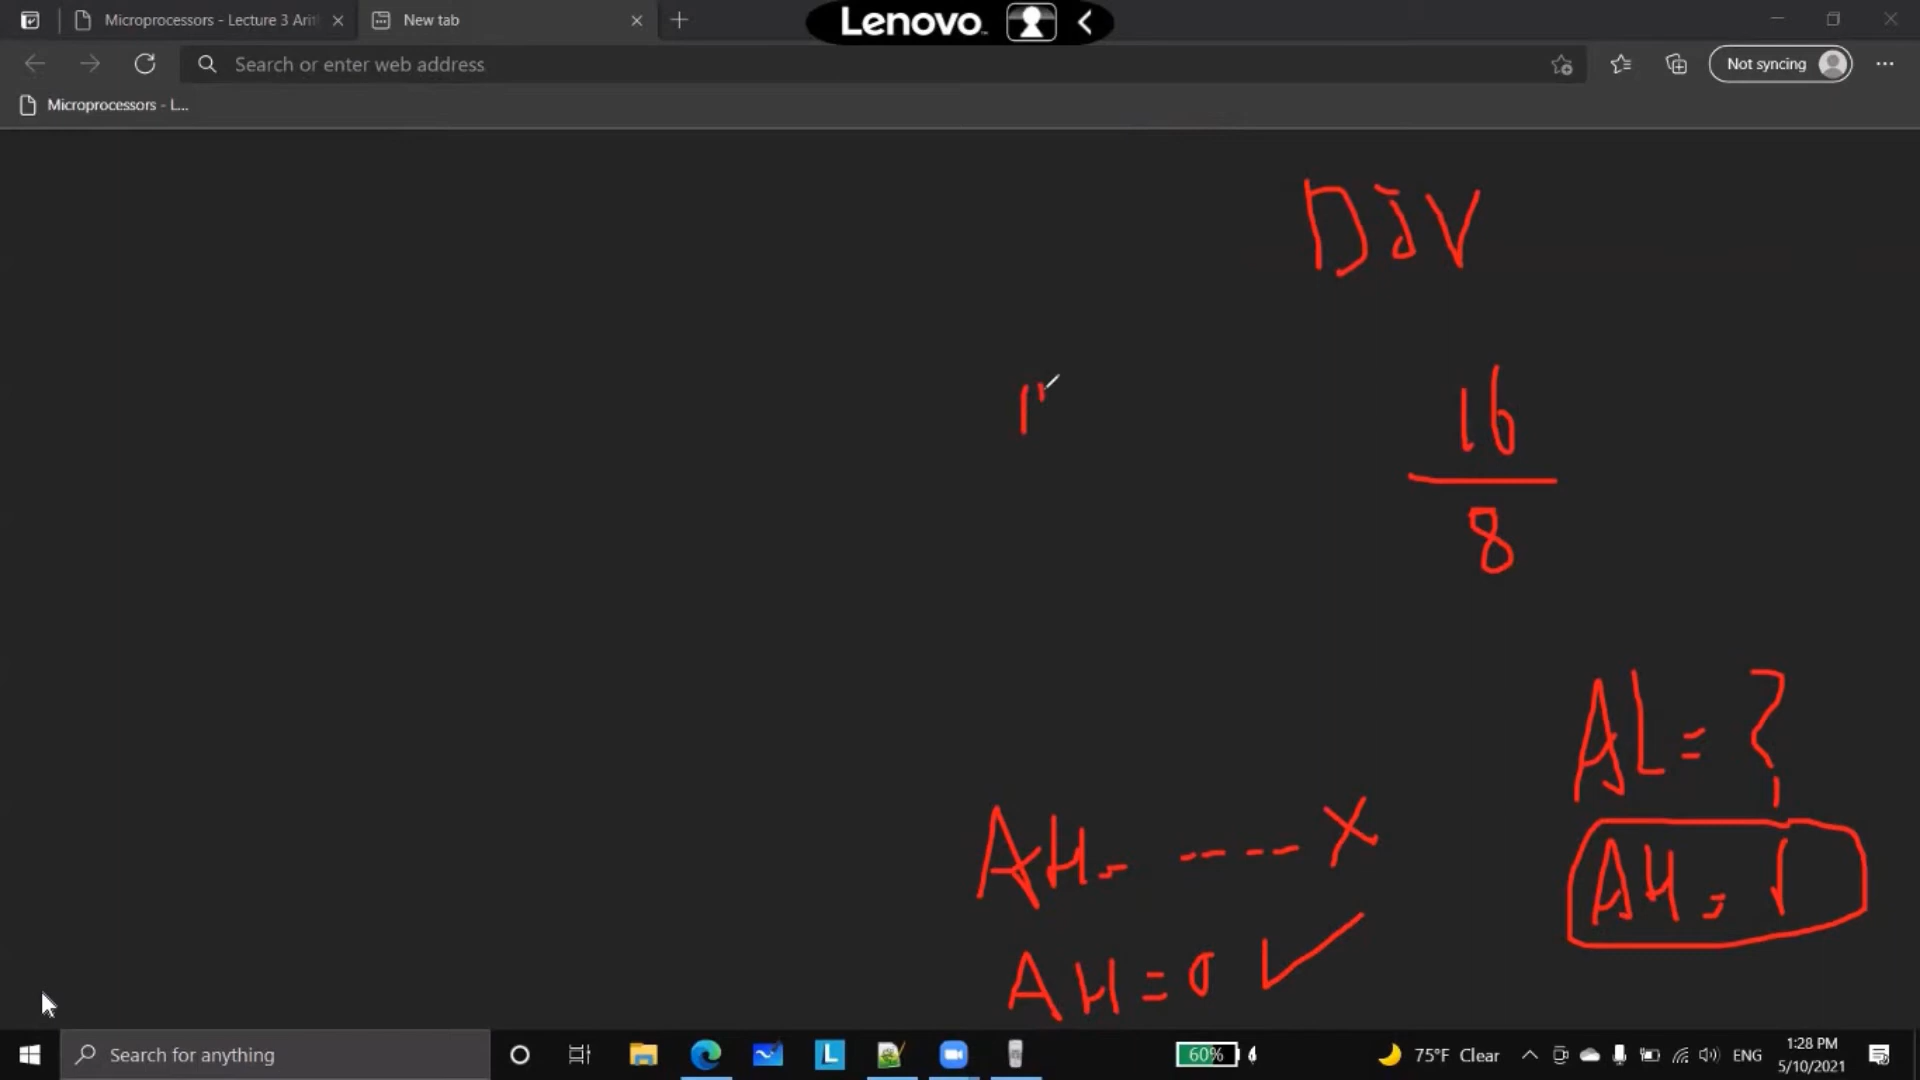 Microprocessors - Lecture 3 Arit
New tab
Lenovo
Search or enter web address
Not syncing
Microprocessors - L...
Div
16
8
AL = ?
AH = ---- X
AH = 1
AH = 0 ✓
Search for anything
L
60%
75°F Clear
ENG
1:28 PM
5/10/2021